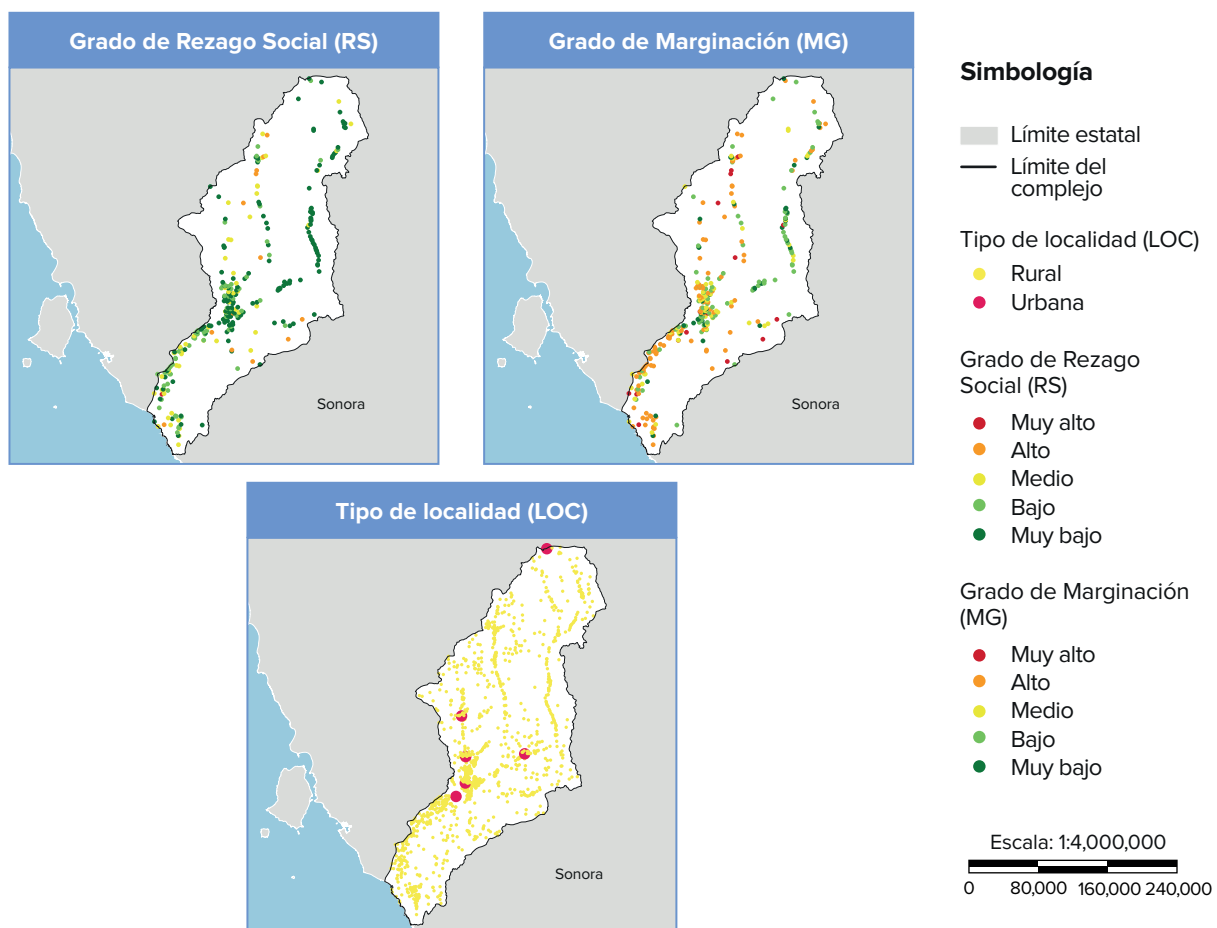 Grado de Rezago Social (RS)
Sonora
Grado de Marginación (MG)
Sonora
Tipo de localidad (LOC)
Sonora
Simbología
Límite estatal
Límite del
complejo
Tipo de localidad (LOC)
Rural
Urbana
Grado de Rezago
Social (RS)
Muy alto
Alto
Medio
Bajo
Muy bajo
Grado de Marginación
(MG)
Muy alto
Alto
Medio
Bajo
Muy bajo
Escala: 1:4,000,000
0 80,000 160,000 240,000